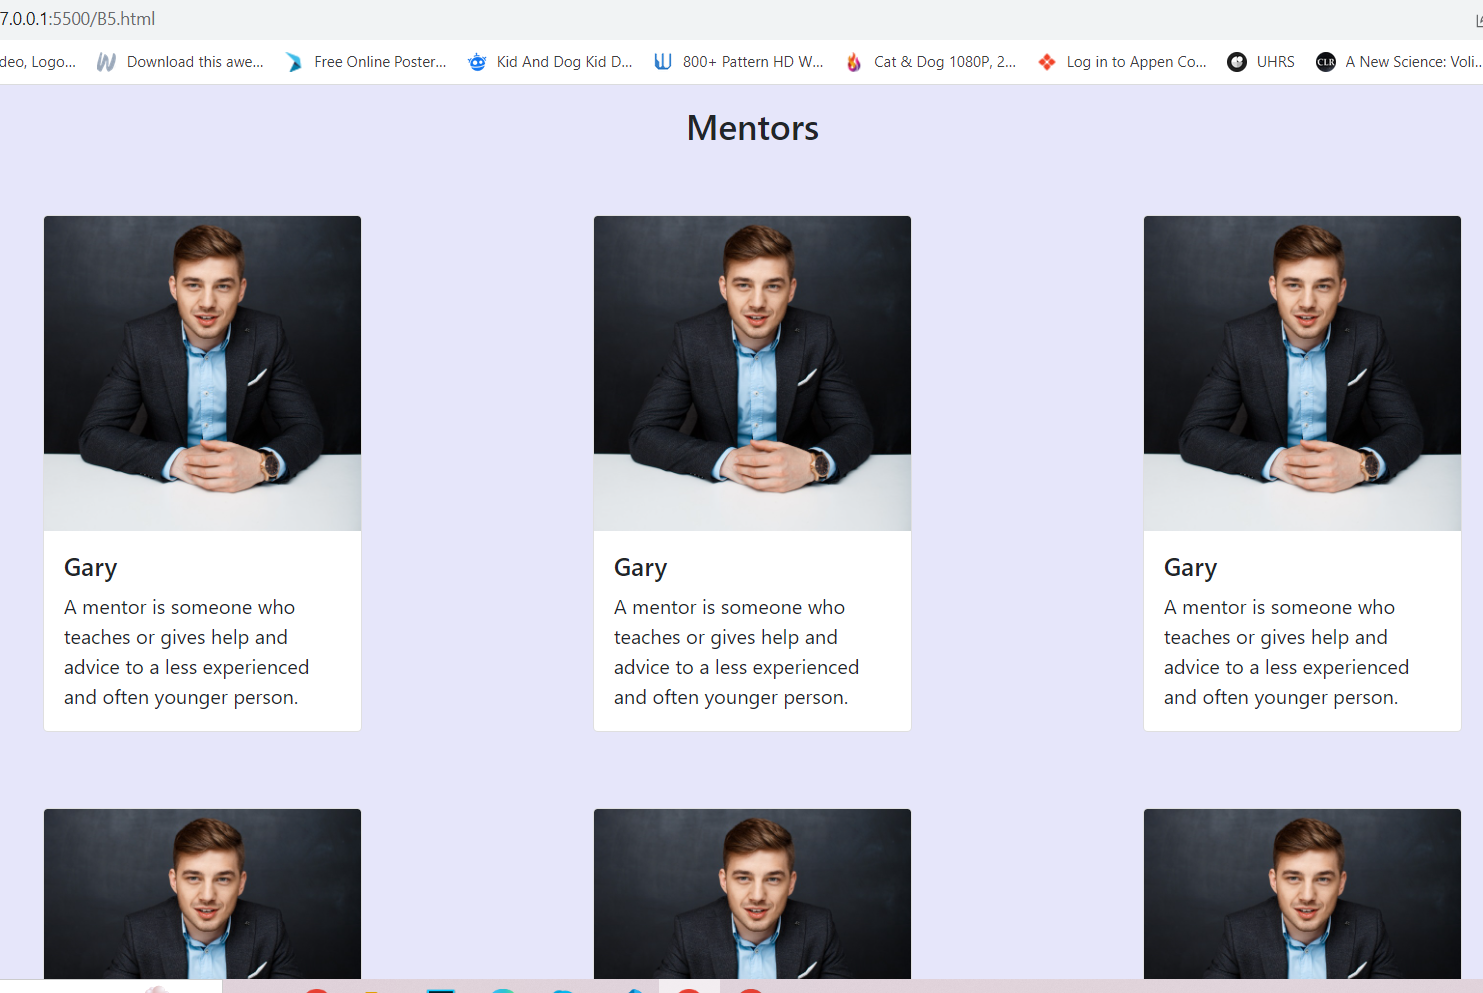 7.0.0.1:5500/B5.html
deo, Logo... Download this awe... Free Online Poster... Kid And Dog Kid D... 800+ Pattern HD W... Cat & Dog 1080P, 2... Log in to Appen Co... UHRS CLR A New Science: Voli...
Mentors
Gary
A mentor is someone who
teaches or gives help and
advice to a less experienced
and often younger person.
Gary
A mentor is someone who
teaches or gives help and
advice to a less experienced
and often younger person.
Gary
A mentor is someone who
teaches or gives help and
advice to a less experienced
and often younger person.